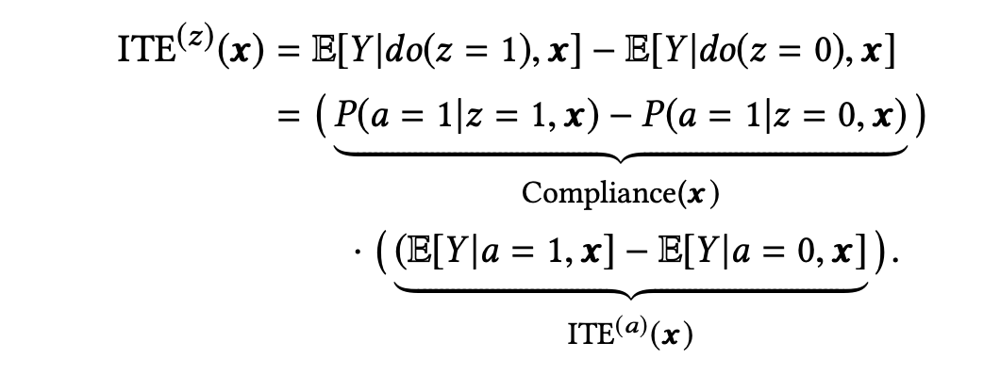 ITE^{(z)}(𝒙) = 𝔼[Y|do(z = 1), 𝒙] − 𝔼[Y|do(z = 0), 𝒙]
= (P(a = 1|z = 1, 𝒙) − P(a = 1|z = 0, 𝒙))
Compliance(𝒙)
· ((𝔼[Y|a = 1, 𝒙] − 𝔼[Y|a = 0, 𝒙]).
ITE^{(a)}(𝒙)